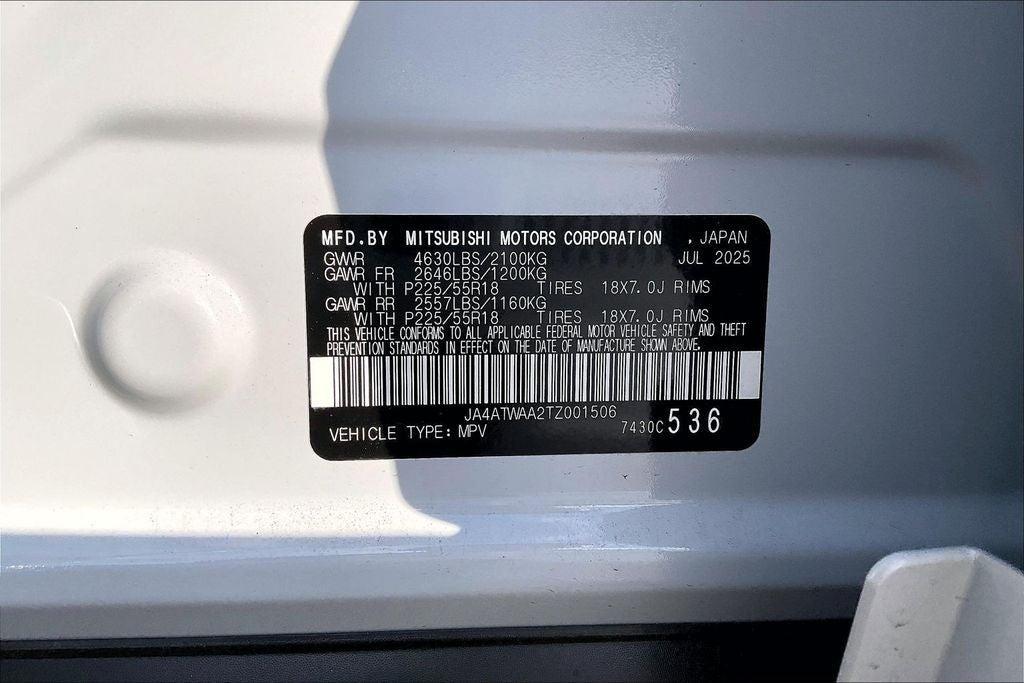 MFD.BY MITSUBISHI MOTORS CORPORATION , JAPAN
GWR 4630LBS/2100KG JUL 2025
GAWR FR 2646LBS/1200KG
WITH P225/55R18 TIRES 18X7.0J RIMS
GAWR RR 2557LBS/1160KG
WITH P225/55R18 TIRES 18X7.0J RIMS
THIS VEHICLE CONFORMS TO ALL APPLICABLE FEDERAL MOTOR VEHICLE SAFETY AND THEFT
PREVENTION STANDARDS IN EFFECT ON THE DATE OF MANUFACTURE SHOWN ABOVE.
JA4ATWAA2TZ001506
VEHICLE TYPE: MPV 7430C 536